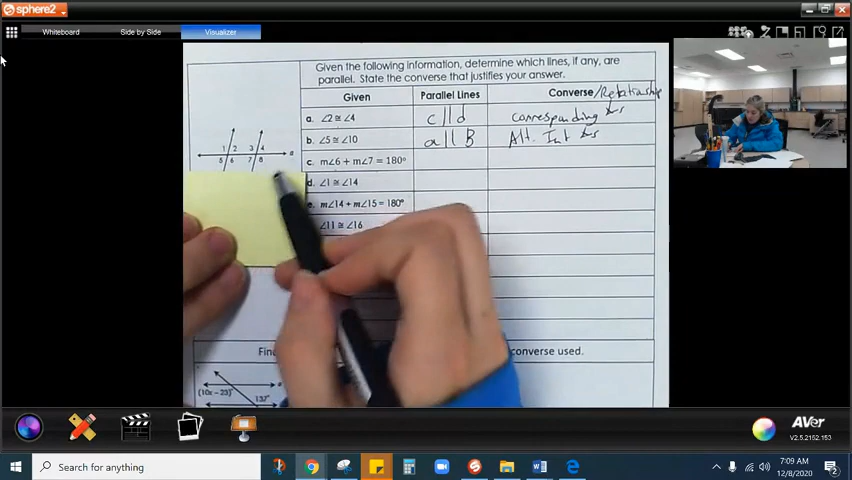 sphere2
Whiteboard
Side by Side
Visualizer
Given the following information, determine which lines, if any, are
parallel. State the converse that justifies your answer.
Given
Parallel Lines
Converse/Relationship
a. ∠2 ≅ ∠4
c || d
corresponding ∠s
b. ∠5 ≅ ∠10
a || B
Alt. Int ∠s
c. m∠6 + m∠7 = 180°
d. ∠1 ≅ ∠14
e. m∠14 + m∠15 = 180°
∠11 ≅ ∠16
1 2 3 4 a
5 6 7 8
Fin
converse used.
(10x - 23)°
137°
AVer
V2.5.2152.153
Search for anything
7:09 AM
12/8/2020
2